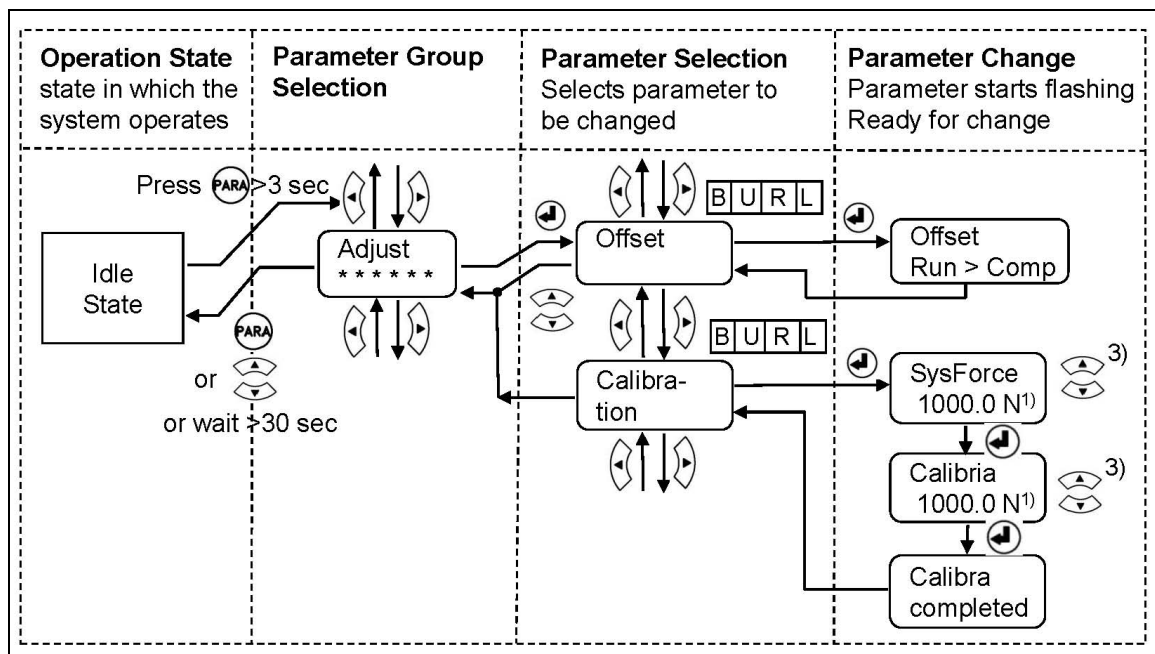 Operation State
state in which the
system operates
Parameter Group
Selection
Parameter Selection
Selects parameter to
be changed
Parameter Change
Parameter starts flashing
Ready for change
Press PARA >3 sec
Idle
State
PARA
or
or wait >30 sec
Adjust
* * * * * *
B U R L
Offset
Offset
Run > Comp
B U R L
Calibra-
tion
SysForce
1000.0 N1)
3)
Calibria
1000.0 N1)
3)
Calibra
completed